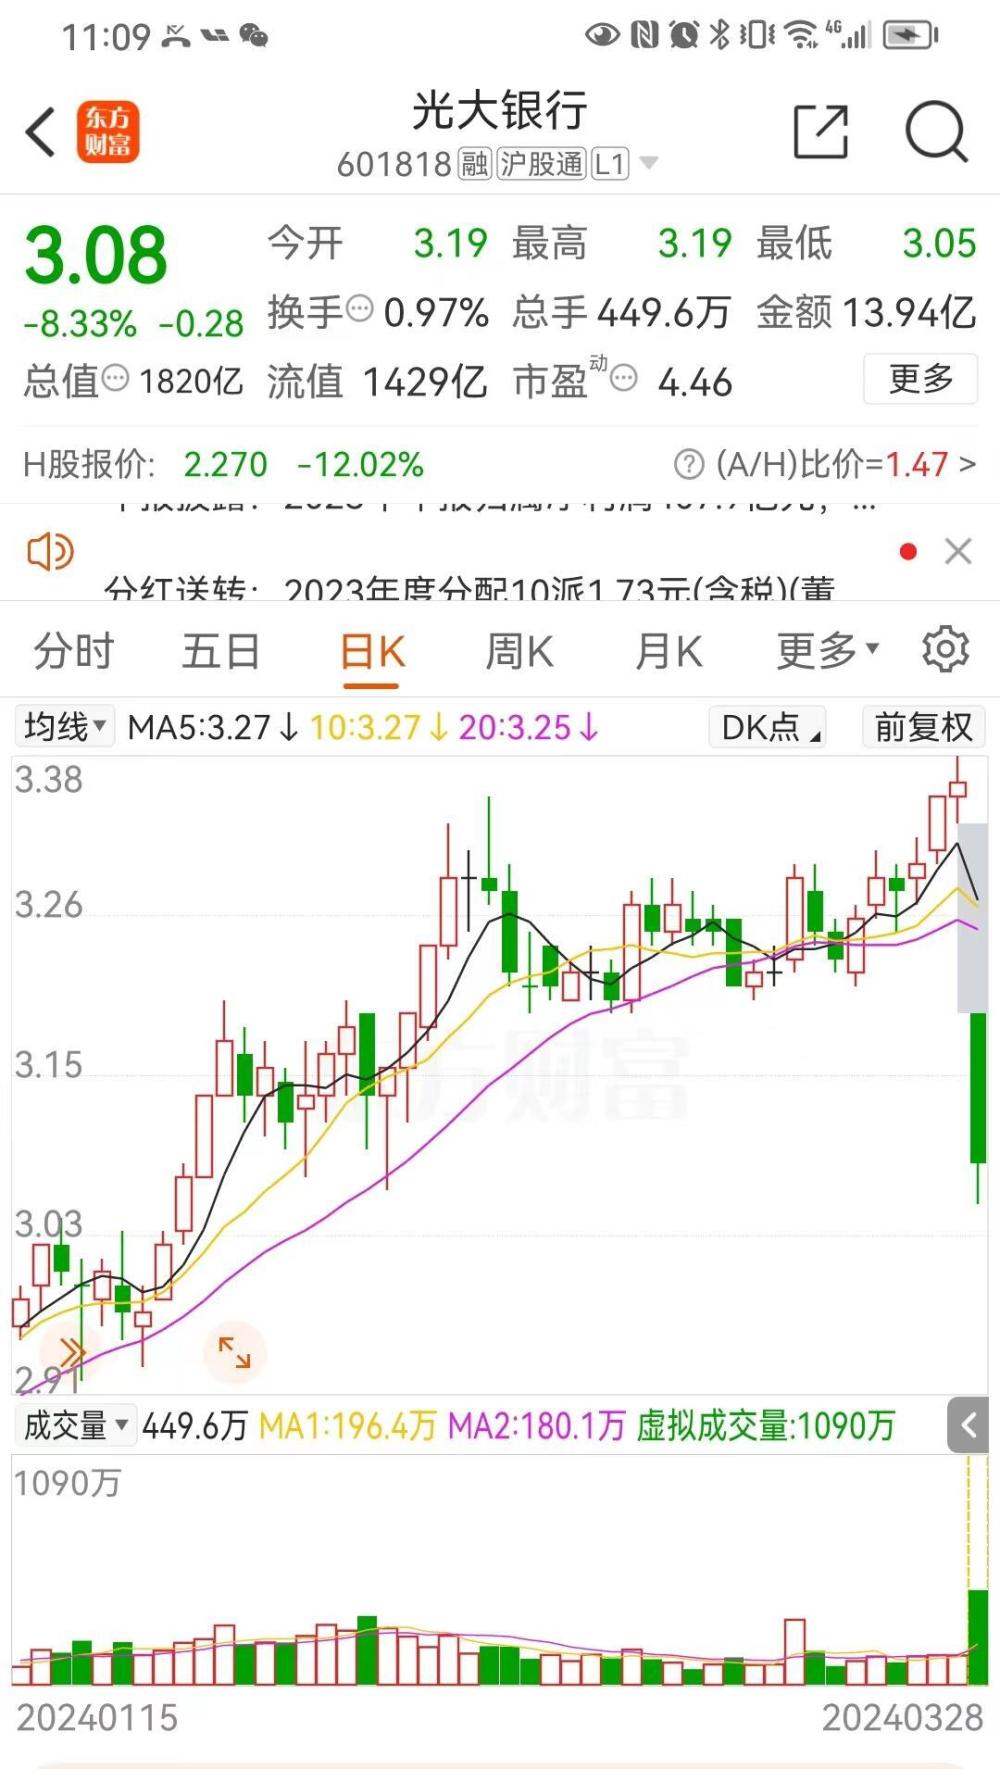 11:09 4G
东方
财富
光大银行
601818 融 沪股通 L1
3.08
-8.33% -0.28
今开 3.19 最高 3.19 最低 3.05
换手 0.97% 总手 449.6万 金额 13.94亿
总值 1820亿 流值 1429亿 市盈动 4.46 更多
H股报价: 2.270 -12.02% (A/H)比价=1.47 >
分红送转: 2023年度分配10派1.73元(含税)(董
分时 五日 日K 周K 月K 更多
均线 MA5:3.27↓ 10:3.27↓ 20:3.25↓ DK点 前复权
3.38
3.26
3.15
东方财富
3.03
2.91
成交量 449.6万 MA1:196.4万 MA2:180.1万 虚拟成交量:1090万
1090万
20240115 20240328